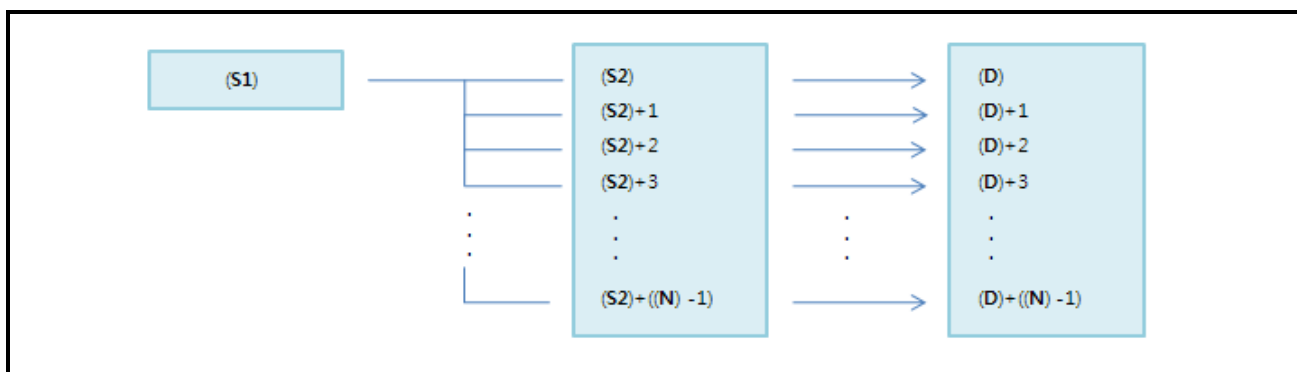 (S1)
(S2)
(D)
(S2)+1
(D)+1
(S2)+2
(D)+2
(S2)+3
(D)+3
(S2)+((N) -1)
(D)+((N) -1)